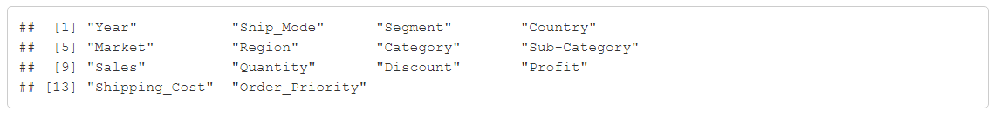 ##  [1] "Year"           "Ship_Mode"      "Segment"        "Country"
##  [5] "Market"         "Region"         "Category"       "Sub-Category"
##  [9] "Sales"          "Quantity"       "Discount"       "Profit"
## [13] "Shipping_Cost"  "Order_Priority"